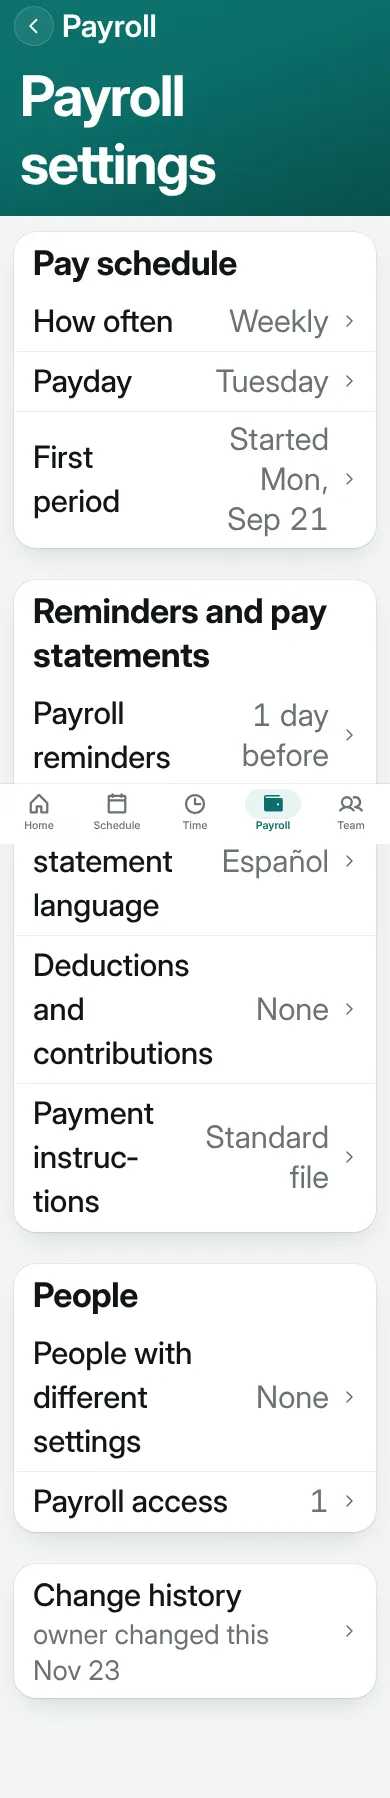 Payroll
Payroll
settings
Pay schedule
How often
Weekly
Payday
Tuesday
First
period
Started
Mon,
Sep 21
Reminders and pay
statements
Payroll
reminders
1 day
before
Home
Schedule
Time
Payroll
Team
statement
language
Español
Deductions
and
contributions
None
Payment
instruc-
tions
Standard
file
People
People with
different
settings
None
Payroll access
1
Change history
owner changed this
Nov 23